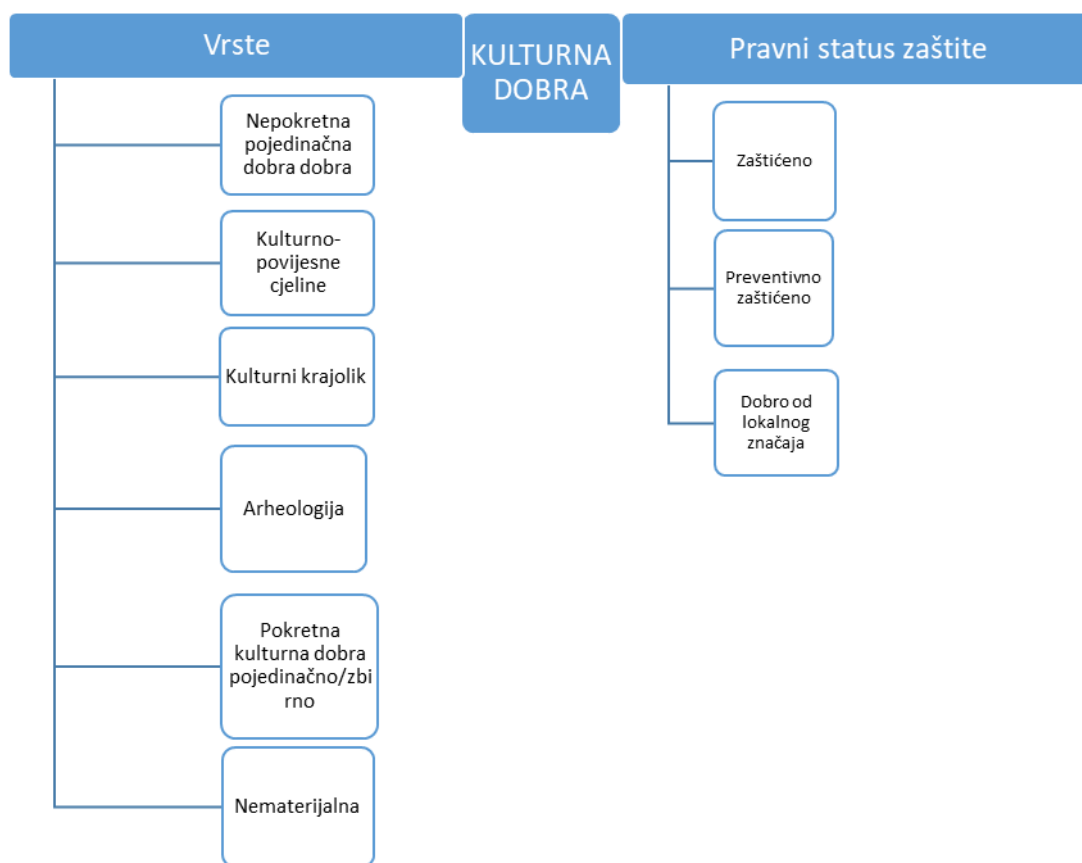 Vrste
KULTURNA
DOBRA
Pravni status zaštite
Nepokretna
pojedinačna
dobra dobra
Kulturno-
povijesne
cjeline
Kulturni krajolik
Arheologija
Pokretna
kulturna dobra
pojedinačno/zbi
rno
Nematerijalna
Zaštićeno
Preventivno
zaštićeno
Dobro od
lokalnog
značaja